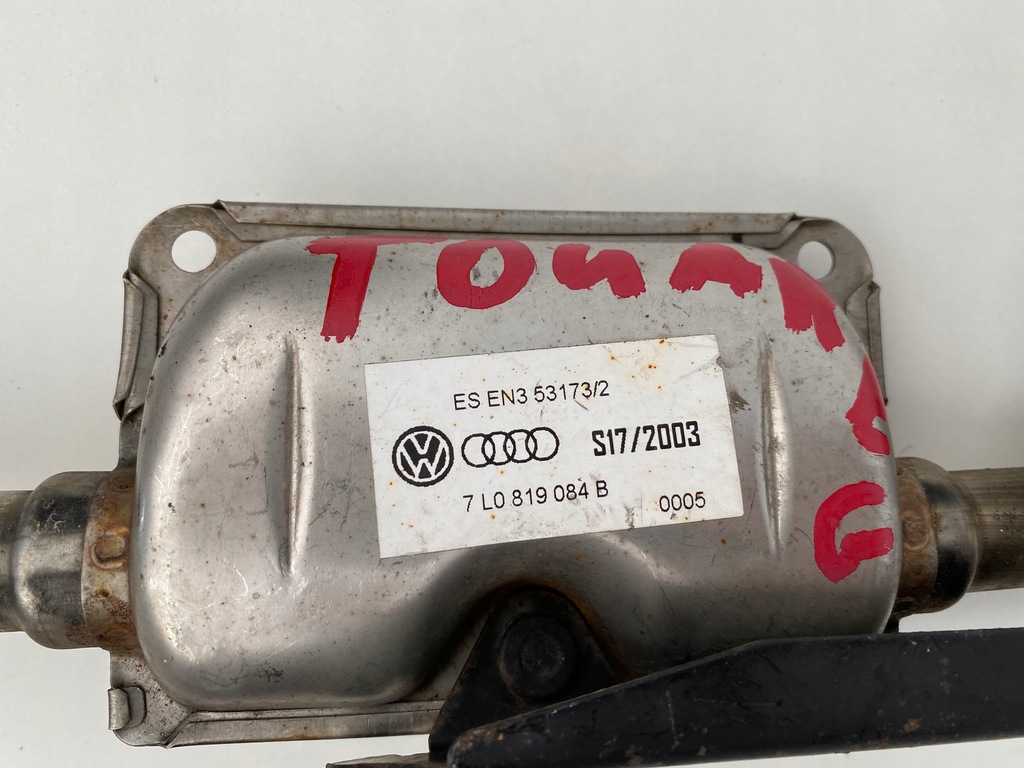 TOUAREG
ES EN3 53173/2
S17/2003
7 L0 819 084 B 0005